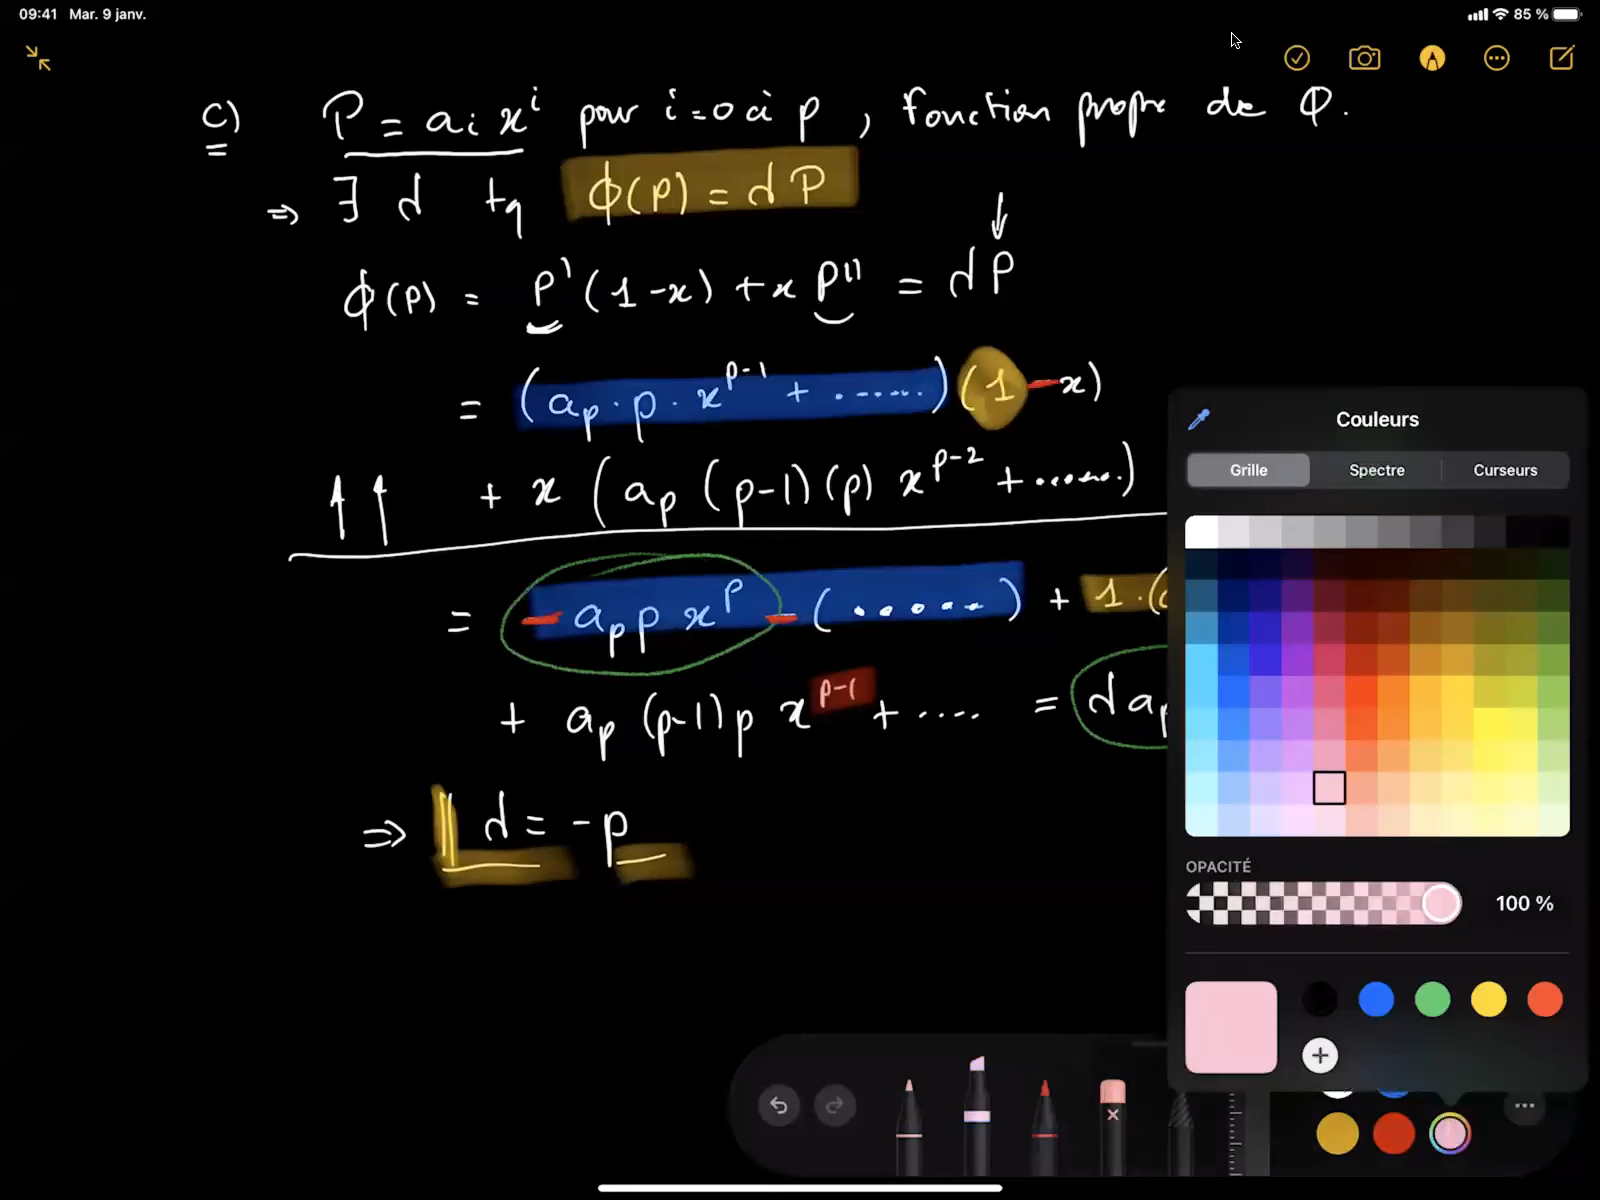 09:41 Mar. 9 janv. 85 %
c) P = aᵢ xⁱ pour i = 0 à p , fonction propre de Φ.
⇒ ∃ d tq ϕ(P) = d P
ϕ(P) = P' (1 - x) + x P'' = d P
= (aₚ . p . x^(p-1) + ......) (1 - x)
+ x (aₚ (p-1) (p) x^(p-2) + .......)
= - aₚ p x^p - (.....) + 1 . (
+ aₚ (p-1) p x^(p-1) + .... = d aₚ
⇒ d = - p
Couleurs
Grille Spectre Curseurs
OPACITÉ
100 %